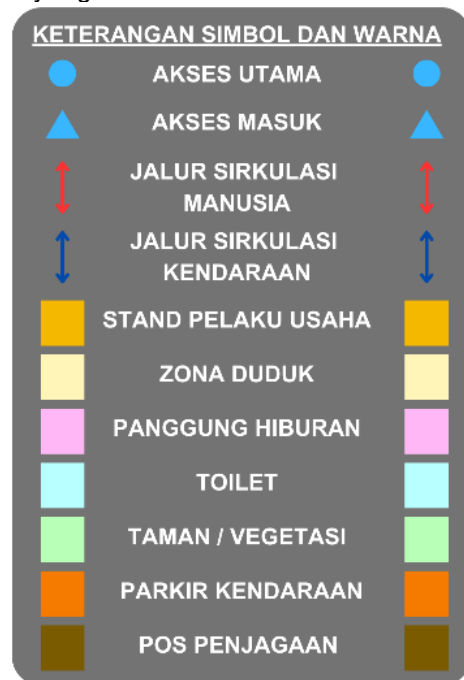 KETERANGAN SIMBOL DAN WARNA
AKSES UTAMA
AKSES MASUK
JALUR SIRKULASI
MANUSIA
JALUR SIRKULASI
KENDARAAN
STAND PELAKU USAHA
ZONA DUDUK
PANGGUNG HIBURAN
TOILET
TAMAN / VEGETASI
PARKIR KENDARAAN
POS PENJAGAAN